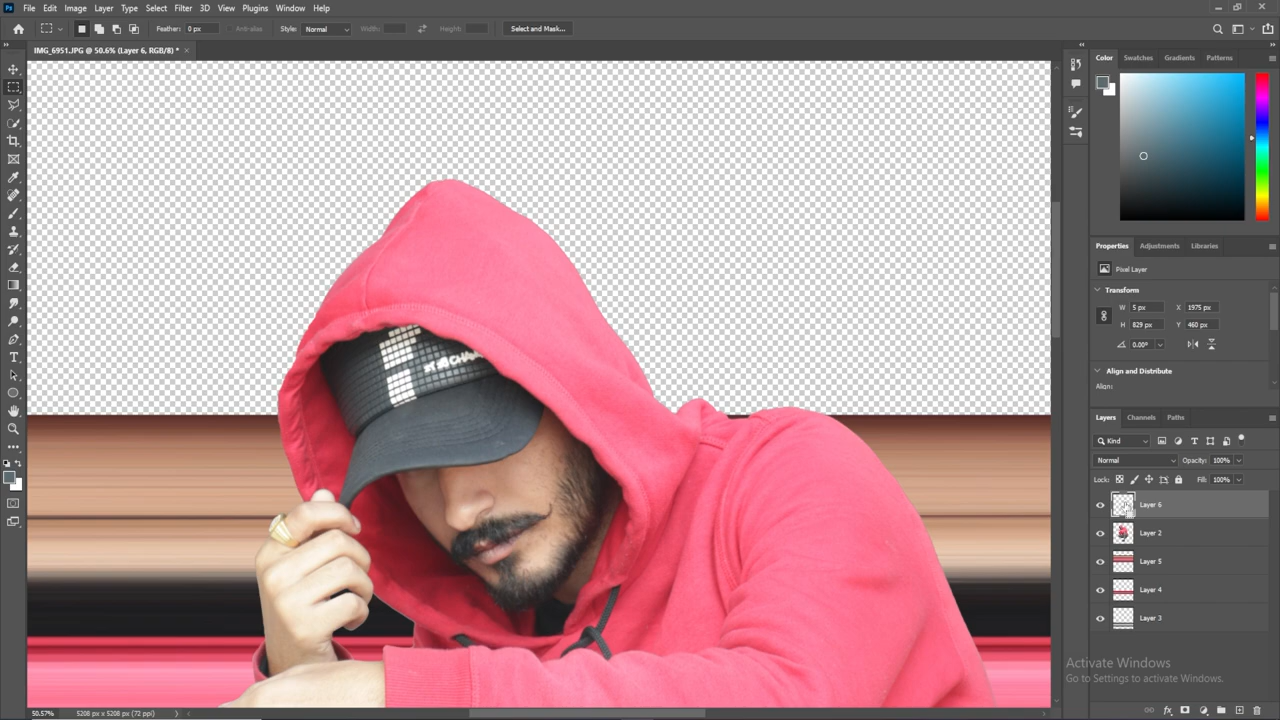 File Edit Image Layer Type Select Filter 3D View Plugins Window Help
Feather: 0 px Anti-alias Style: Normal Width: Height: Select and Mask...
IMG_6951.JPG @ 50.6% (Layer 6, RGB/8) *
Color Swatches Gradients Patterns
Properties Adjustments Libraries
Pixel Layer
Transform
W 5 px X 1975 px
H 829 px Y 460 px
0.00°
Align and Distribute
Align:
Layers Channels Paths
Kind
Normal Opacity: 100%
Lock: Fill: 100%
Layer 6
Layer 2
Layer 5
Layer 4
Layer 3
Activate Windows
Go to Settings to activate Windows.
50.57% 5208 px x 5208 px (72 ppi)